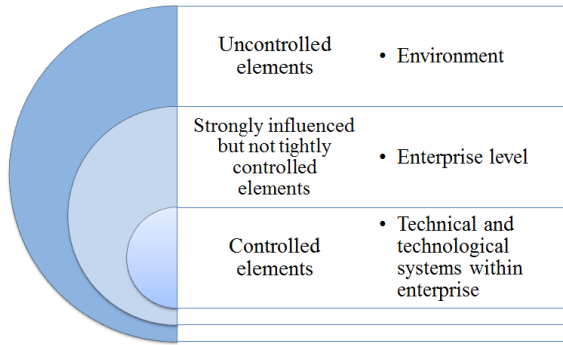 Uncontrolled
elements
• Environment
Strongly influenced
but not tightly
controlled
elements
• Enterprise level
Controlled
elements
• Technical and
technological
systems within
enterprise